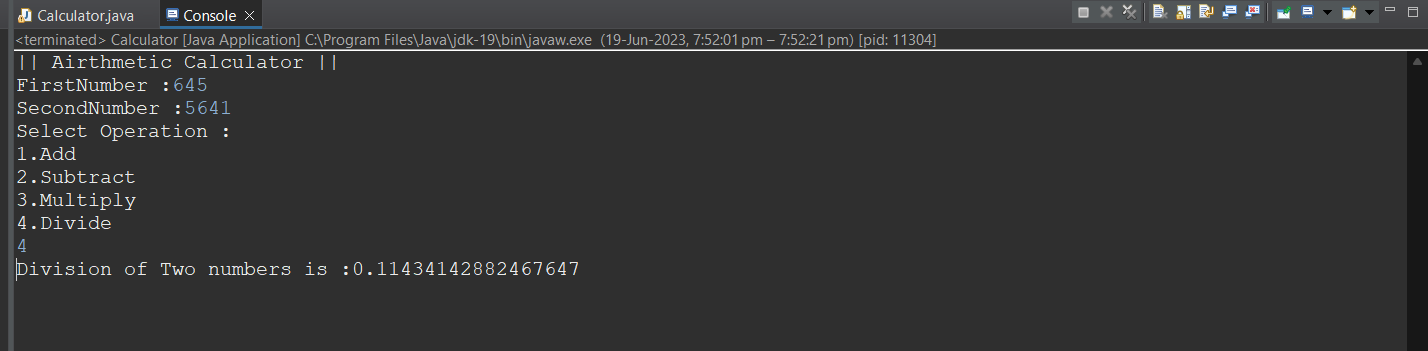 Calculator.java Console
<terminated> Calculator [Java Application] C:\Program Files\Java\jdk-19\bin\javaw.exe (19-Jun-2023, 7:52:01 pm – 7:52:21 pm) [pid: 11304]
|| Airthmetic Calculator ||
FirstNumber :645
SecondNumber :5641
Select Operation :
1.Add
2.Subtract
3.Multiply
4.Divide
4
Division of Two numbers is :0.11434142882467647